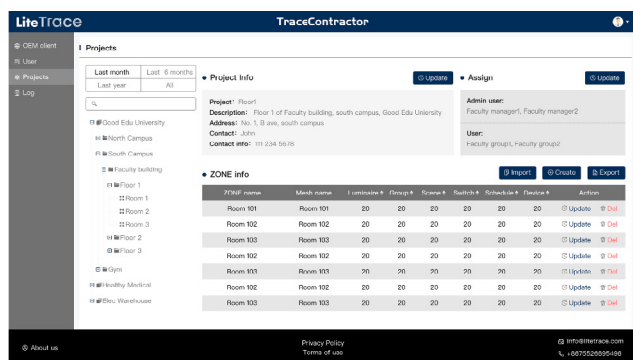 LiteTrace
TraceContractor
OEM client
User
Projects
Log
Projects
Last month
Last 6 months
Last year
All
Good Edu University
North Campus
South Campus
Faculty building
Floor 1
Room 1
Room 2
Room 3
Floor 2
Floor 3
Gym
Healthy Medical
Bleu Warehouse
Project Info
Update
Project: Floor1
Description: Floor 1 of Faculty building, south campus, Good Edu Uniersity
Address: No. 1, B ave, south campus
Contact: John
Contact info: 111 234 5678
Assign
Update
Admin user:
Faculty manager1, Faculty manager2
User:
Faculty group1, Faculty group2
ZONE info
Import
Create
Export
ZONE name Mesh name Luminaire Group Scene Switch Schedule Device Action
Room 101 Room 101 20 20 20 20 20 20 Update Del
Room 102 Room 102 20 20 20 20 20 20 Update Del
Room 103 Room 103 20 20 20 20 20 20 Update Del
Room 102 Room 102 20 20 20 20 20 20 Update Del
Room 103 Room 103 20 20 20 20 20 20 Update Del
Room 102 Room 102 20 20 20 20 20 20 Update Del
Room 103 Room 103 20 20 20 20 20 20 Update Del
About us
Privacy Policy
Terms of use
info@litetrace.com
+8675526895498